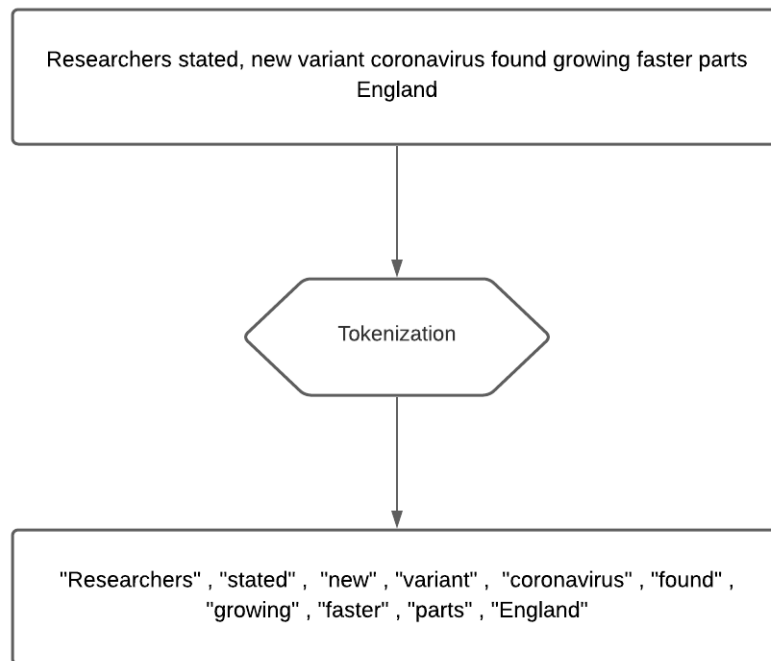 Researchers stated, new variant coronavirus found growing faster parts
England
Tokenization
"Researchers" , "stated" , "new" , "variant" , "coronavirus" , "found" ,
"growing" , "faster" , "parts" , "England"